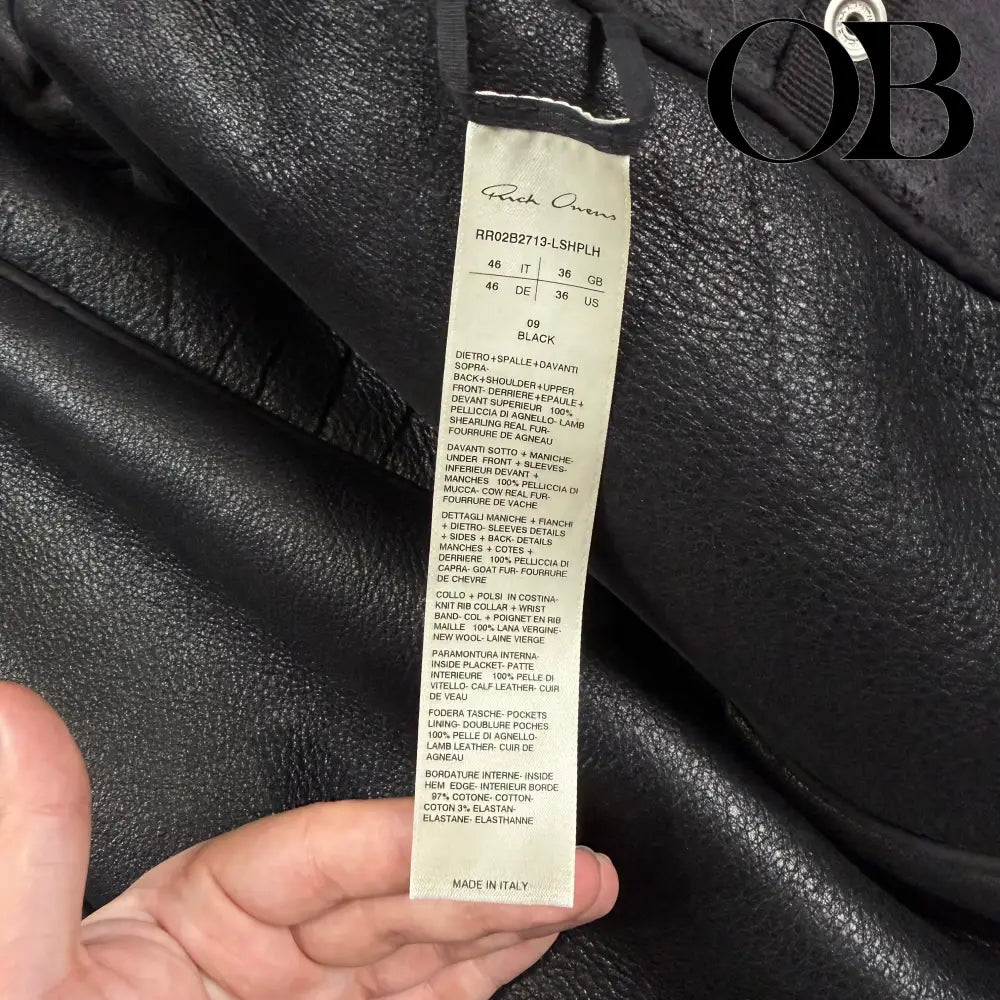 OB
Rick Owens
RR02B2713-LSHPLH
46 IT 36 GB
46 DE 36 US
09
BLACK
DIETRO+SPALLE+DAVANTI
SOPRA-
BACK+SHOULDER+UPPER
FRONT- DERRIERE+EPAULE+
DEVANT SUPERIEUR 100%
PELLICCIA DI AGNELLO- LAMB
SHEARLING REAL FUR-
FOURRURE DE AGNEAU
DAVANTI SOTTO + MANICHE-
UNDER FRONT + SLEEVES-
INFERIEUR DEVANT +
MANCHES 100% PELLICCIA DI
MUCCA- COW REAL FUR-
FOURRURE DE VACHE
DETTAGLI MANICHE + FIANCHI
+ DIETRO- SLEEVES DETAILS
+ SIDES + BACK- DETAILS
MANCHES + COTES +
DERRIERE 100% PELLICCIA DI
CAPRA- GOAT FUR- FOURRURE
DE CHEVRE
COLLO + POLSI IN COSTINA-
KNIT RIB COLLAR + WRIST
BAND- COL + POIGNET EN RIB
MAILLE 100% LANA VERGINE-
NEW WOOL- LAINE VIERGE
PARAMONTURA INTERNA-
INSIDE PLACKET- PATTE
INTERIEURE 100% PELLE DI
VITELLO- CALF LEATHER- CUIR
DE VEAU
FODERA TASCHE- POCKETS
LINING- DOUBLURE POCHES
100% PELLE DI AGNELLO-
LAMB LEATHER- CUIR DE
AGNEAU
BORDATURE INTERNE- INSIDE
HEM EDGE- INTERIEUR BORDE
97% COTONE- COTTON-
COTON 3% ELASTAN-
ELASTANE- ELASTHANNE
MADE IN ITALY